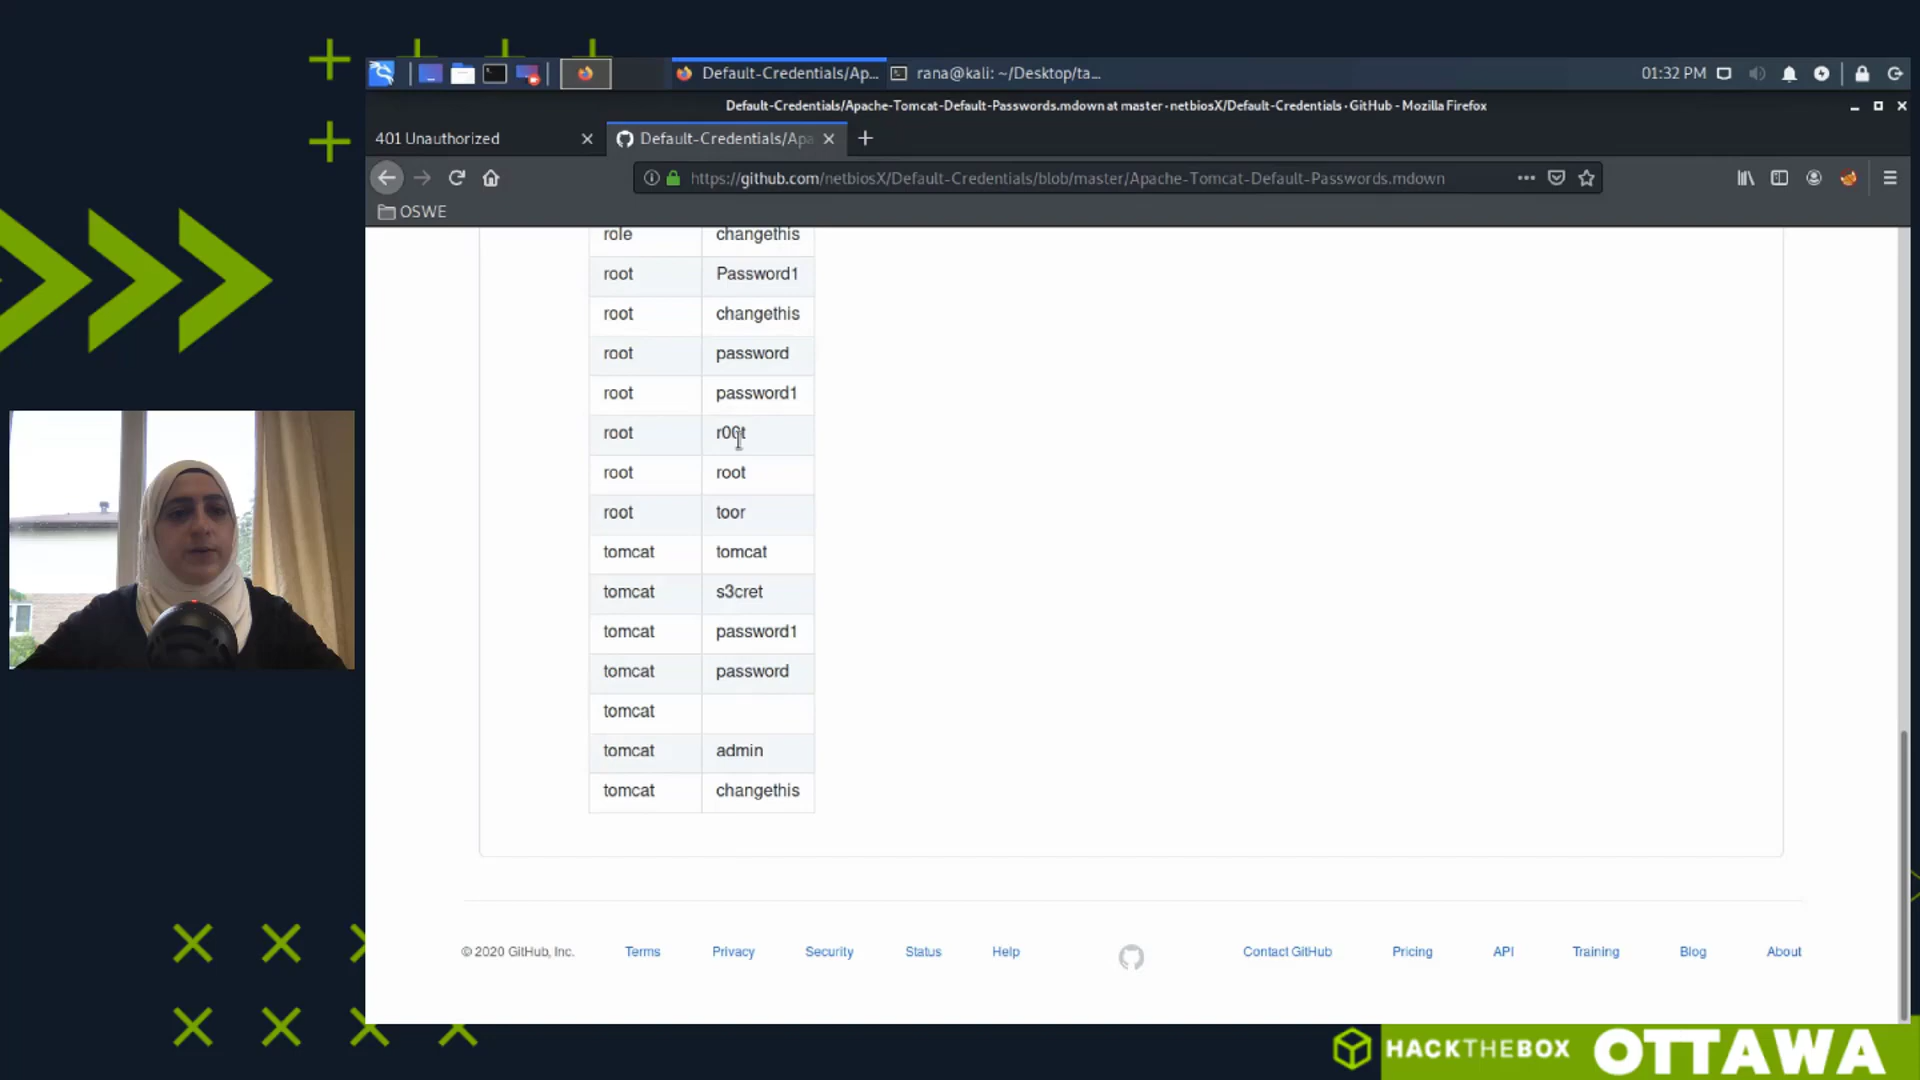 Default-Credentials/Ap...
rana@kali: ~/Desktop/ta...
01:32 PM
Default-Credentials/Apache-Tomcat-Default-Passwords.mdown at master · netbiosX/Default-Credentials · GitHub - Mozilla Firefox
401 Unauthorized
Default-Credentials/Apa
https://github.com/netbiosX/Default-Credentials/blob/master/Apache-Tomcat-Default-Passwords.mdown
OSWE
role changethis
root Password1
root changethis
root password
root password1
root r00t
root root
root toor
tomcat tomcat
tomcat s3cret
tomcat password1
tomcat password
tomcat
tomcat admin
tomcat changethis
© 2020 GitHub, Inc. Terms Privacy Security Status Help Contact GitHub Pricing API Training Blog About
HACKTHEBOX OTTAWA